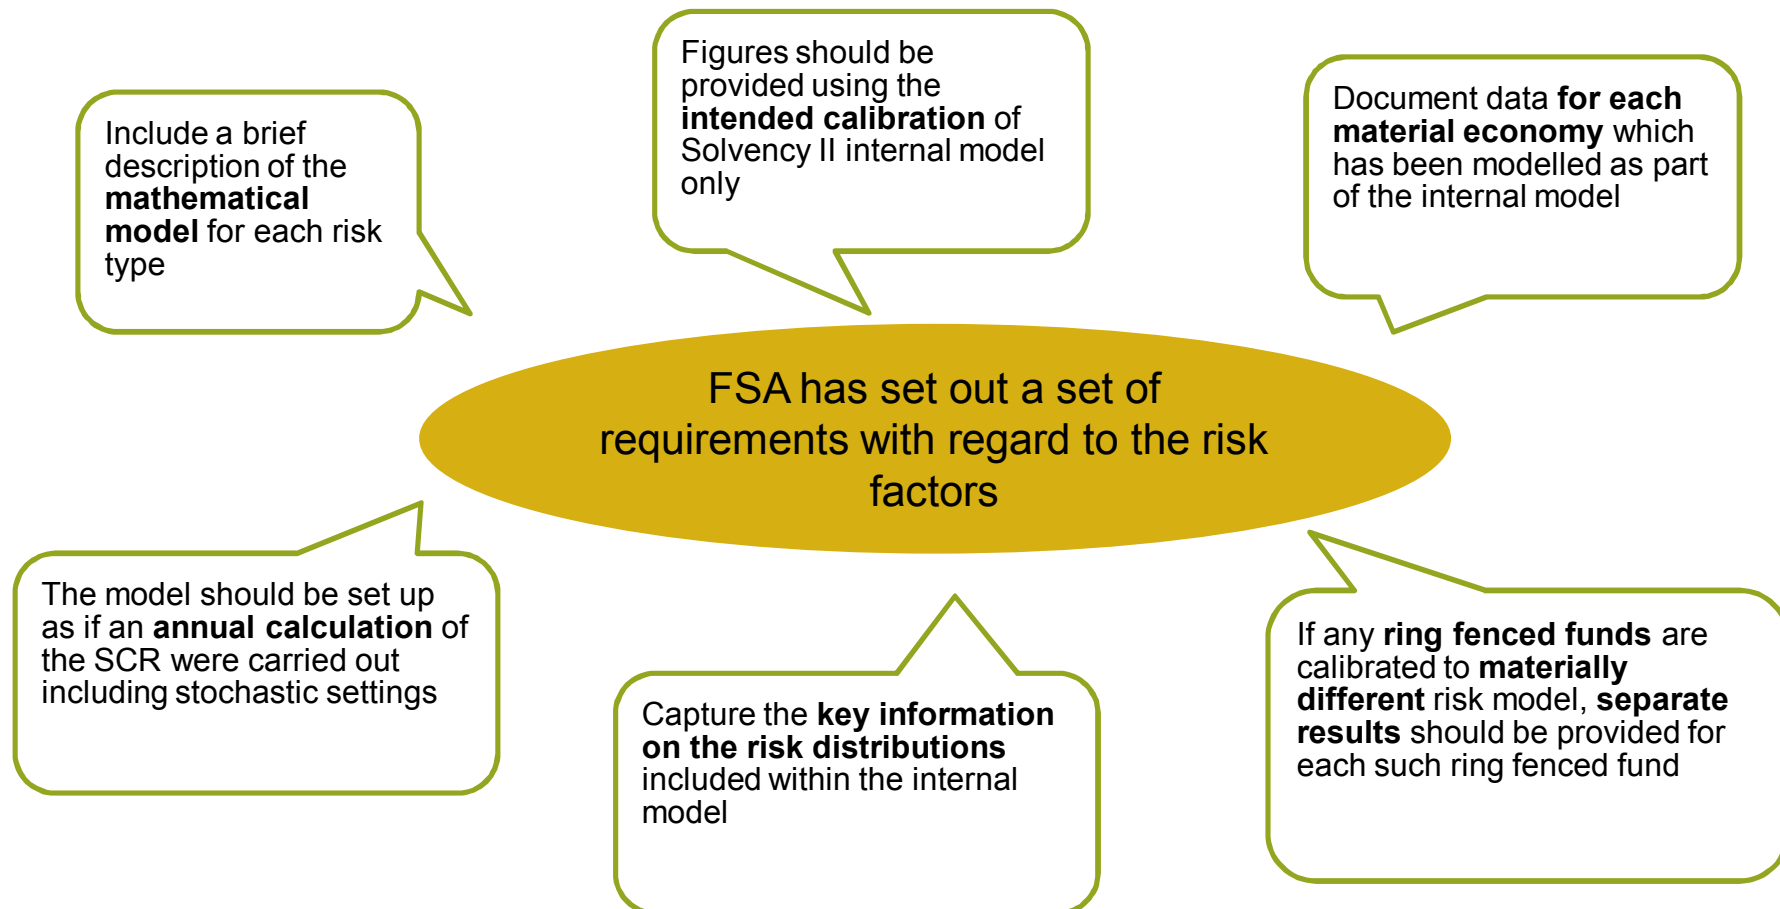 Include a brief
description of the
mathematical
model for each risk
type
Figures should be
provided using the
intended calibration of
Solvency II internal model
only
Document data for each
material economy which
has been modelled as part
of the internal model
FSA has set out a set of
requirements with regard to the risk
factors
The model should be set up
as if an annual calculation of
the SCR were carried out
including stochastic settings
Capture the key information
on the risk distributions
included within the internal
model
If any ring fenced funds are
calibrated to materially
different risk model, separate
results should be provided for
each such ring fenced fund